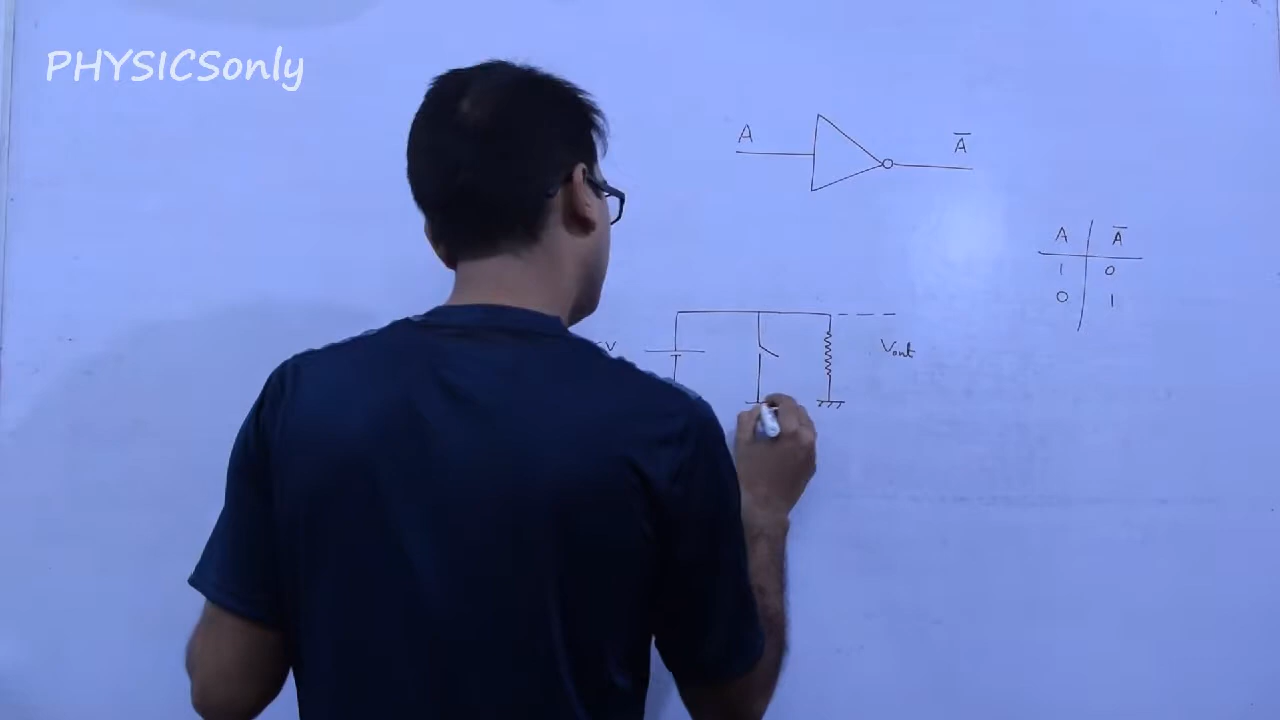 PHYSICSonly
A
A̅
A A̅
1 0
0 1
V
Vout